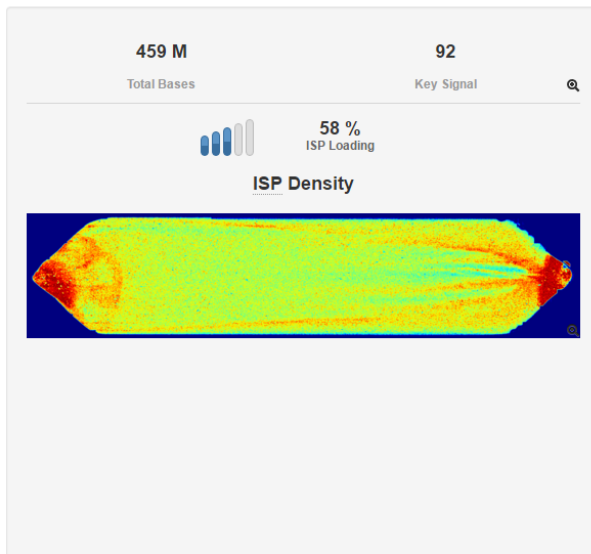 459 M
92
Total Bases
Key Signal
58 %
ISP Loading
ISP Density